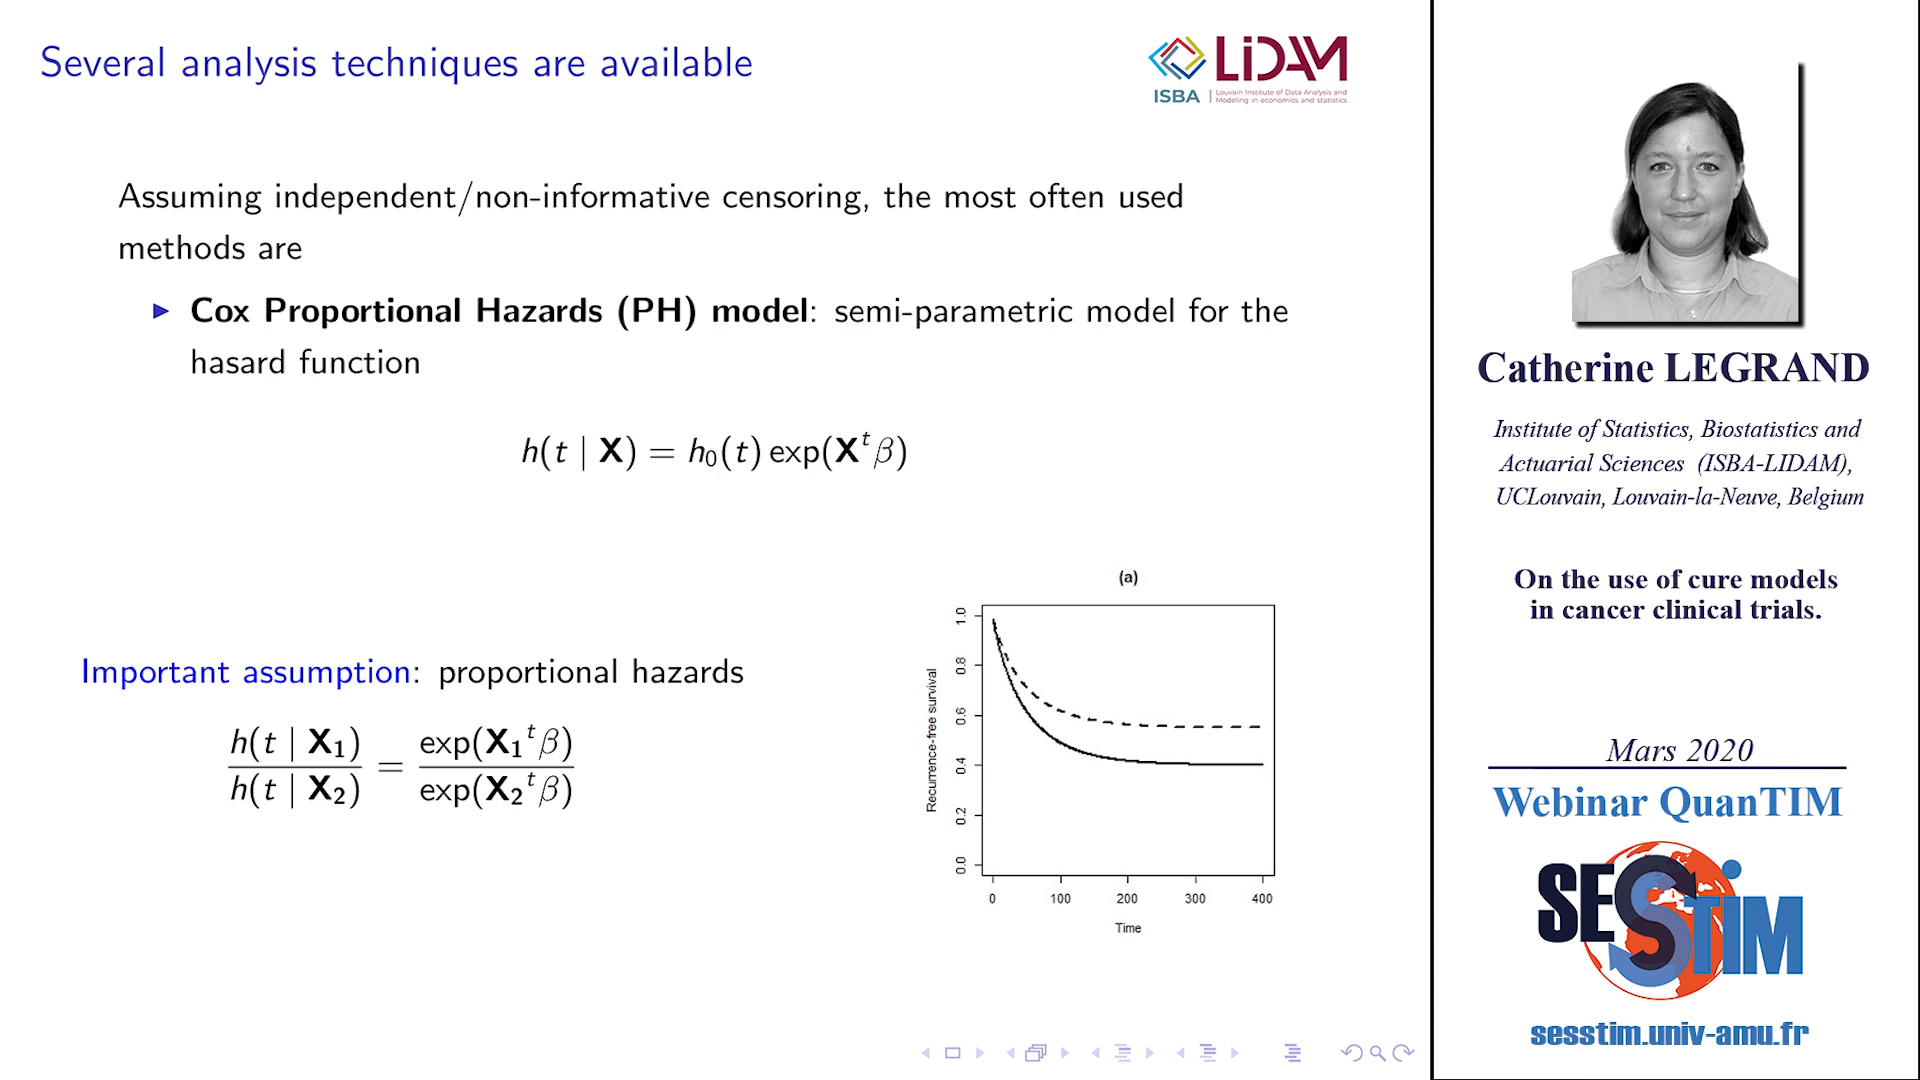 Several analysis techniques are available
LiDAM
ISBA
Louvain Institute of Data Analysis and
Modeling in economics and statistics
Assuming independent/non-informative censoring, the most often used
methods are
Cox Proportional Hazards (PH) model: semi-parametric model for the
hasard function
h(t | X) = h₀(t) exp(Xᵗβ)
Important assumption: proportional hazards
h(t | X₁) / h(t | X₂) = exp(X₁ᵗβ) / exp(X₂ᵗβ)
(a)
Recurrence-free survival
1.0
0.8
0.6
0.4
0.2
0.0
0 100 200 300 400
Time
Catherine LEGRAND
Institute of Statistics, Biostatistics and
Actuarial Sciences (ISBA-LIDAM),
UCLouvain, Louvain-la-Neuve, Belgium
On the use of cure models
in cancer clinical trials.
Mars 2020
Webinar QuanTIM
SESSTIM
sesstim.univ-amu.fr